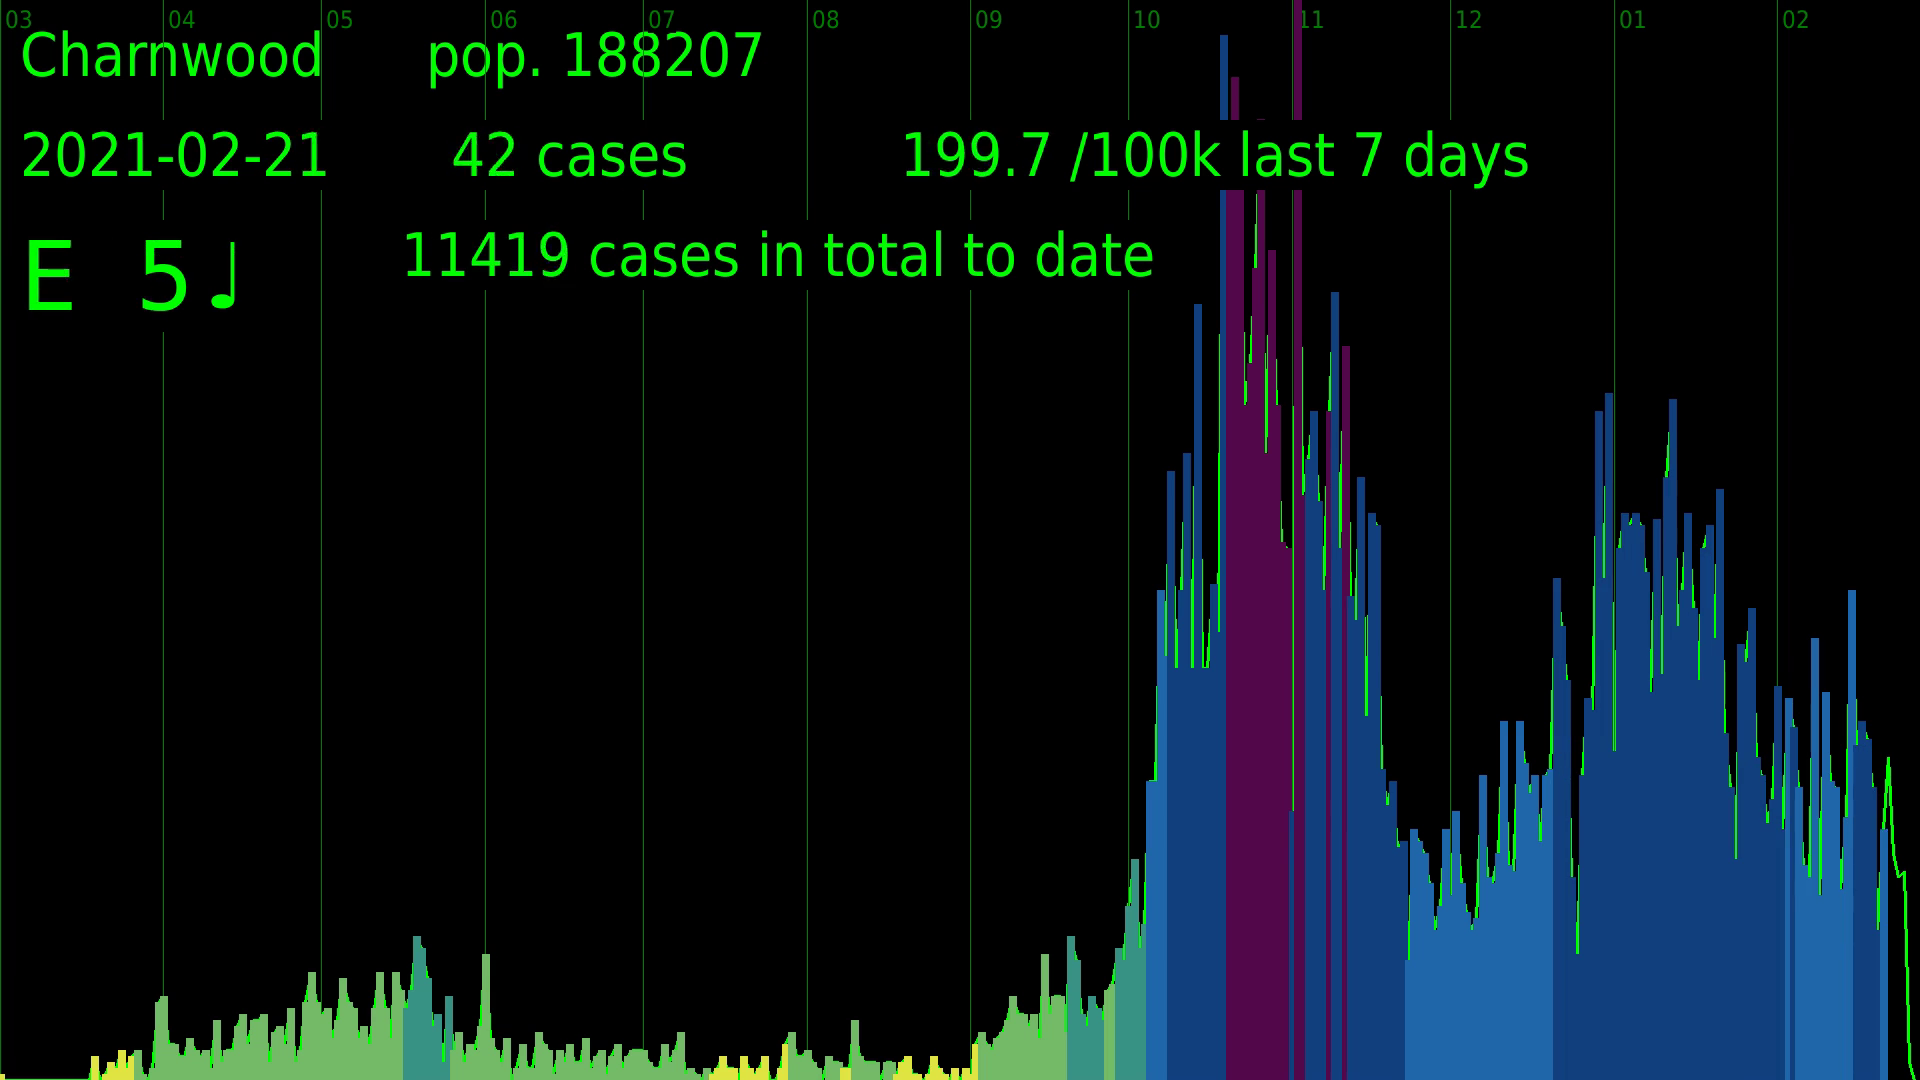 03 04 05 06 07 08 09 10 11 12 01 02
Charnwood pop. 188207
2021-02-21 42 cases 199.7 /100k last 7 days
E 5♩ 11419 cases in total to date